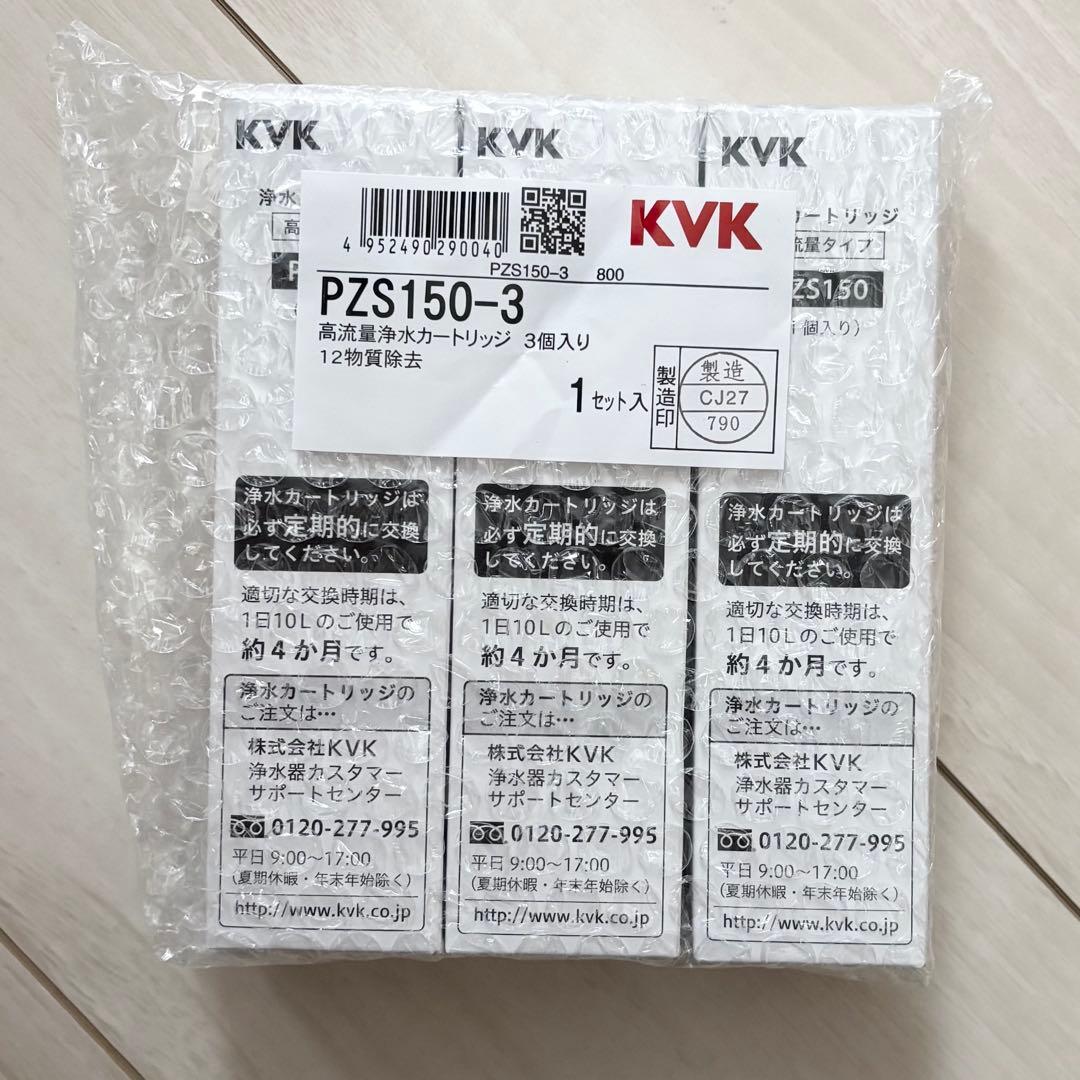 KVK
KVK
KVK
浄水
高
P
カートリッジ
流量タイプ
ZS150
個入り)
4 952490 290040
KVK
PZS150-3 800
PZS150-3
高流量浄水カートリッジ 3個入り
12物質除去
1セット入
製造印
製造
CJ27
790
浄水カートリッジは
必ず定期的に交換
してください。
適切な交換時期は、
1日10Lのご使用で
約4か月です。
浄水カートリッジの
ご注文は…
株式会社KVK
浄水器カスタマー
サポートセンター
0120-277-995
平日 9:00～17:00
(夏期休暇・年末年始除く)
http://www.kvk.co.jp
浄水カートリッジは
必ず定期的に交換
してください。
適切な交換時期は、
1日10Lのご使用で
約4か月です。
浄水カートリッジの
ご注文は…
株式会社KVK
浄水器カスタマー
サポートセンター
0120-277-995
平日 9:00～17:00
(夏期休暇・年末年始除く)
http://www.kvk.co.jp
浄水カートリッジは
必ず定期的に交換
してください。
適切な交換時期は、
1日10Lのご使用で
約4か月です。
浄水カートリッジの
ご注文は…
株式会社KVK
浄水器カスタマー
サポートセンター
0120-277-995
平日 9:00～17:00
(夏期休暇・年末年始除く)
http://www.kvk.co.jp